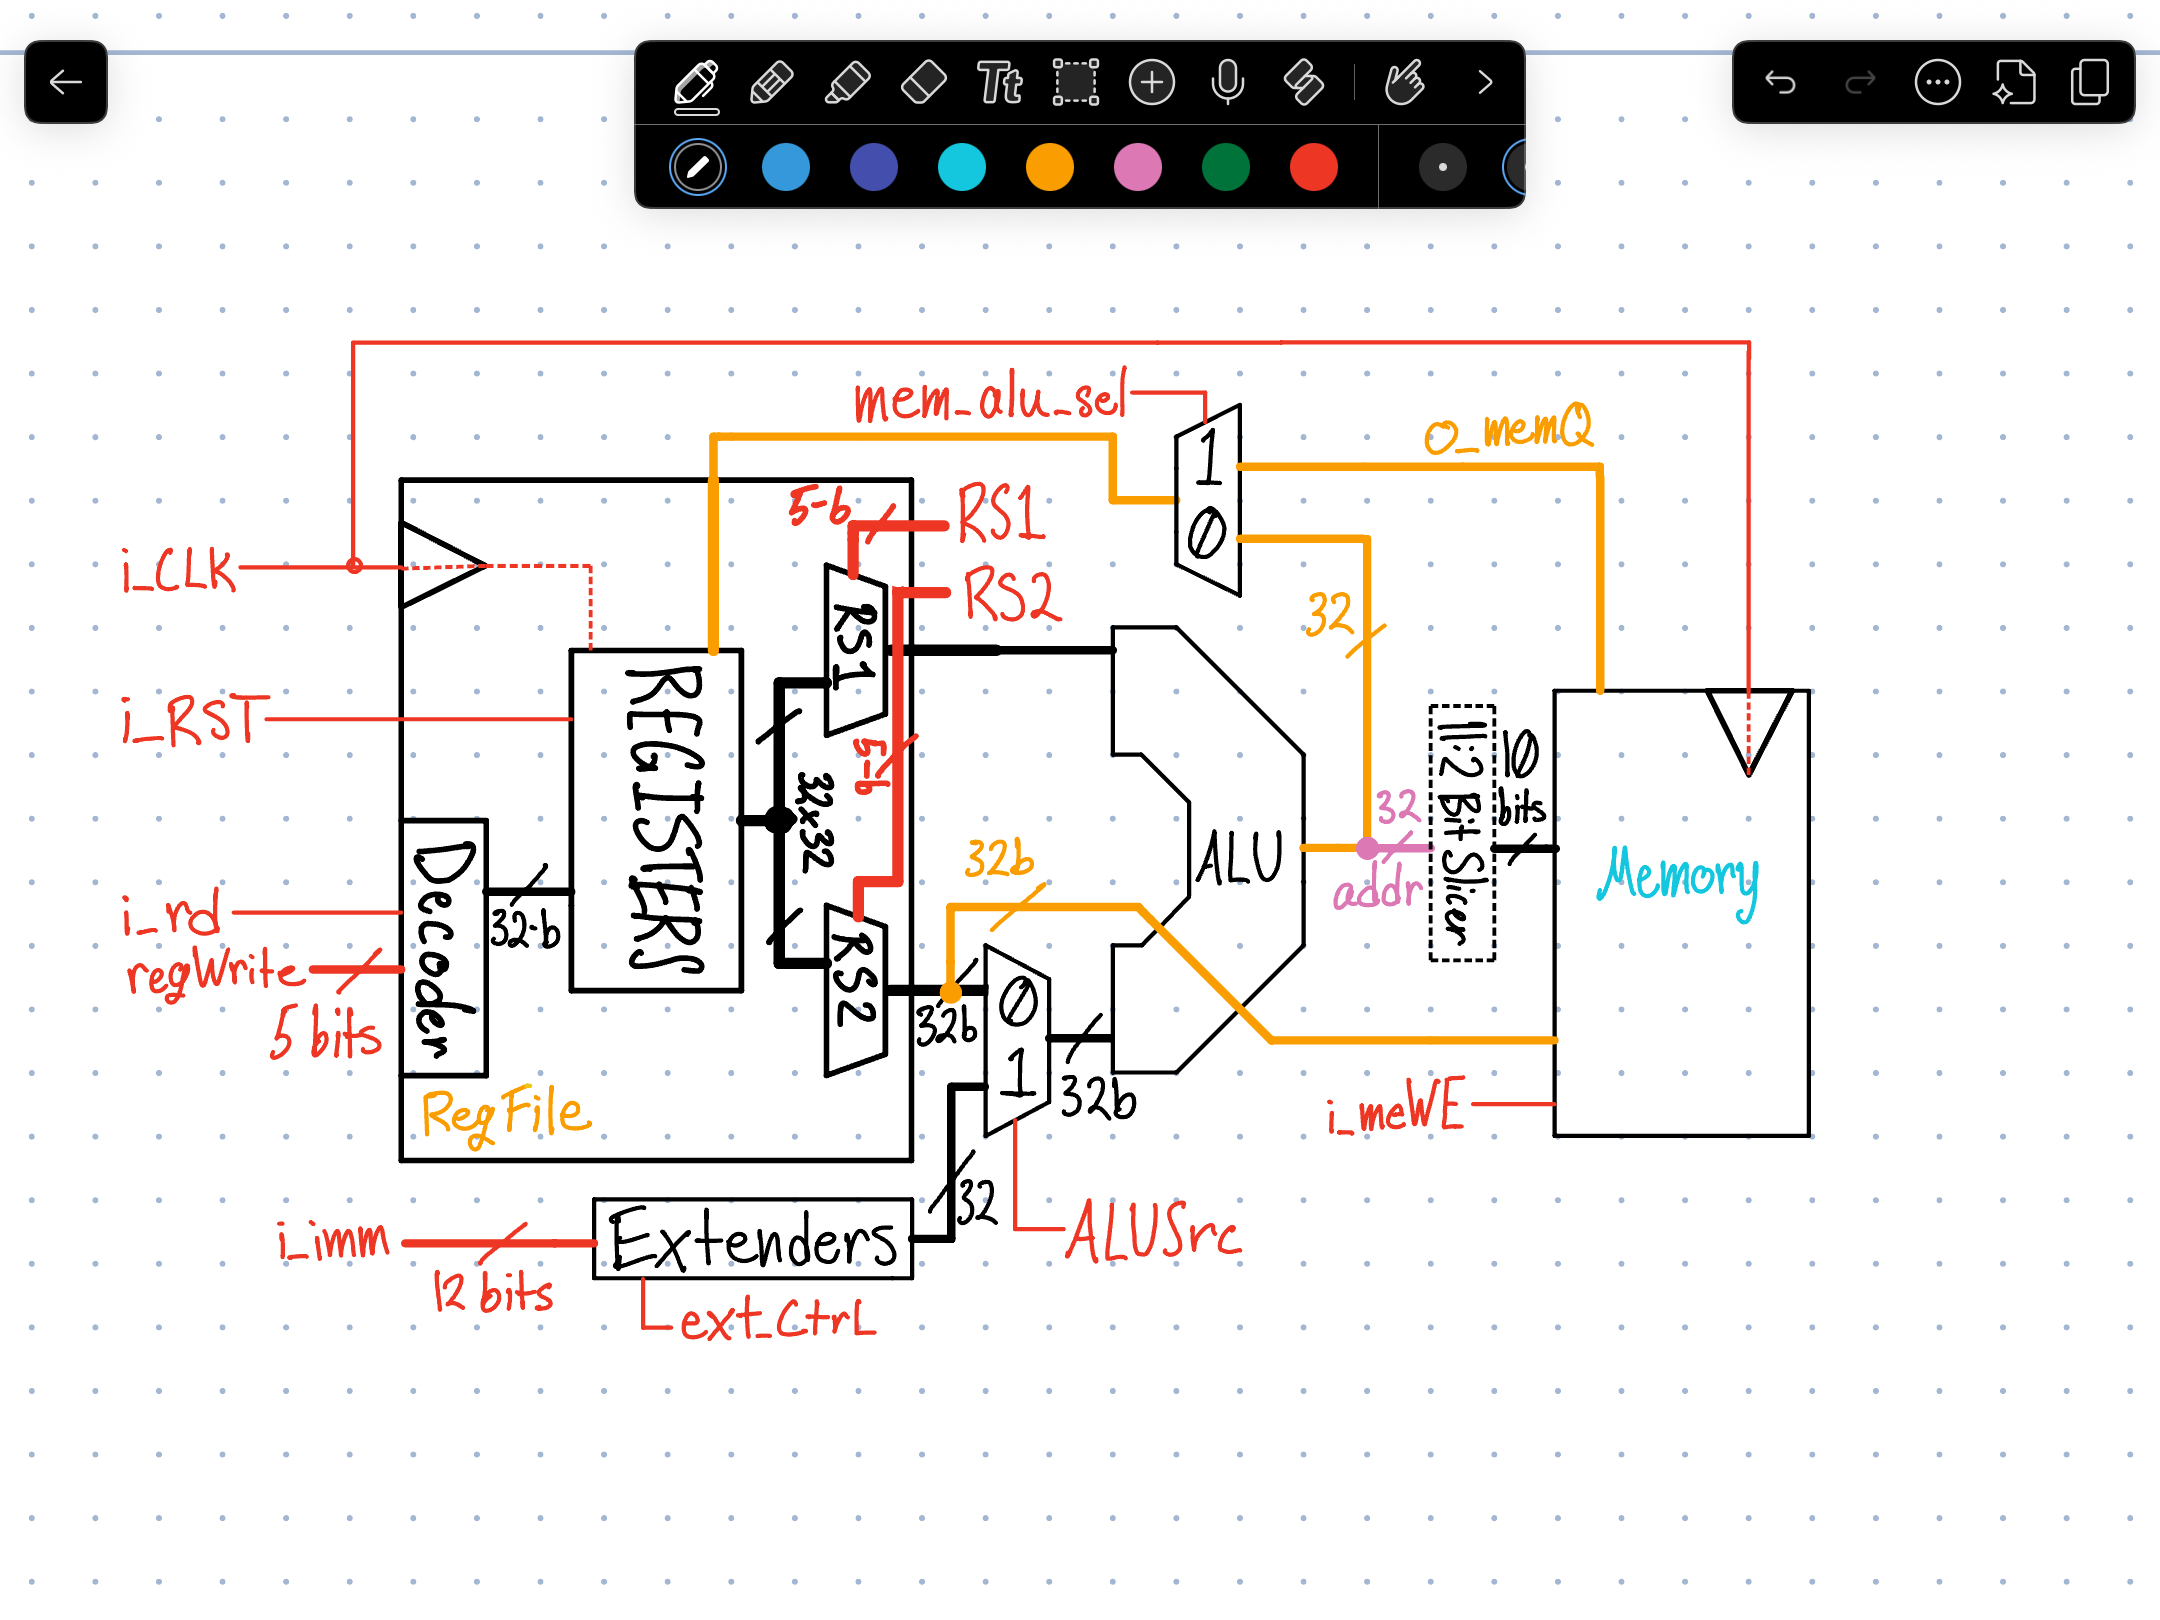 Tt
mem_alu_sel
1
0
o_memQ
5-b
RS1
RS2
i_CLK
32
RS1
i_RST
REGISTERS
5-b
32x32
11:2 Bit Slicer
10
bits
32
addr
ALU
Memory
Decoder
32b
i_rd
32-b
regWrite
5 bits
RS2
32b
0
1
32b
RegFile
i_meWE
32
ALUSrc
i_imm
12 bits
Extenders
ext_CtrL